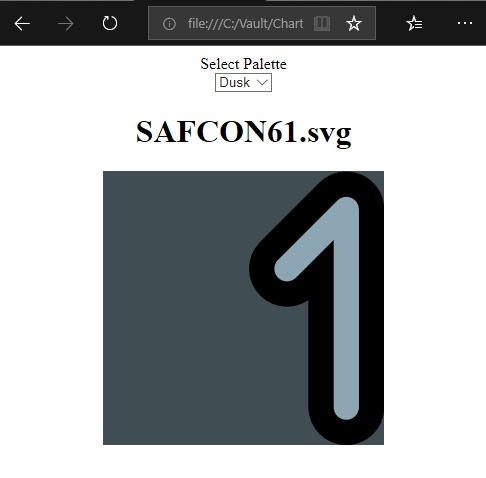 file:///C:/Vault/Chart
Select Palette
Dusk
SAFCON61.svg
1